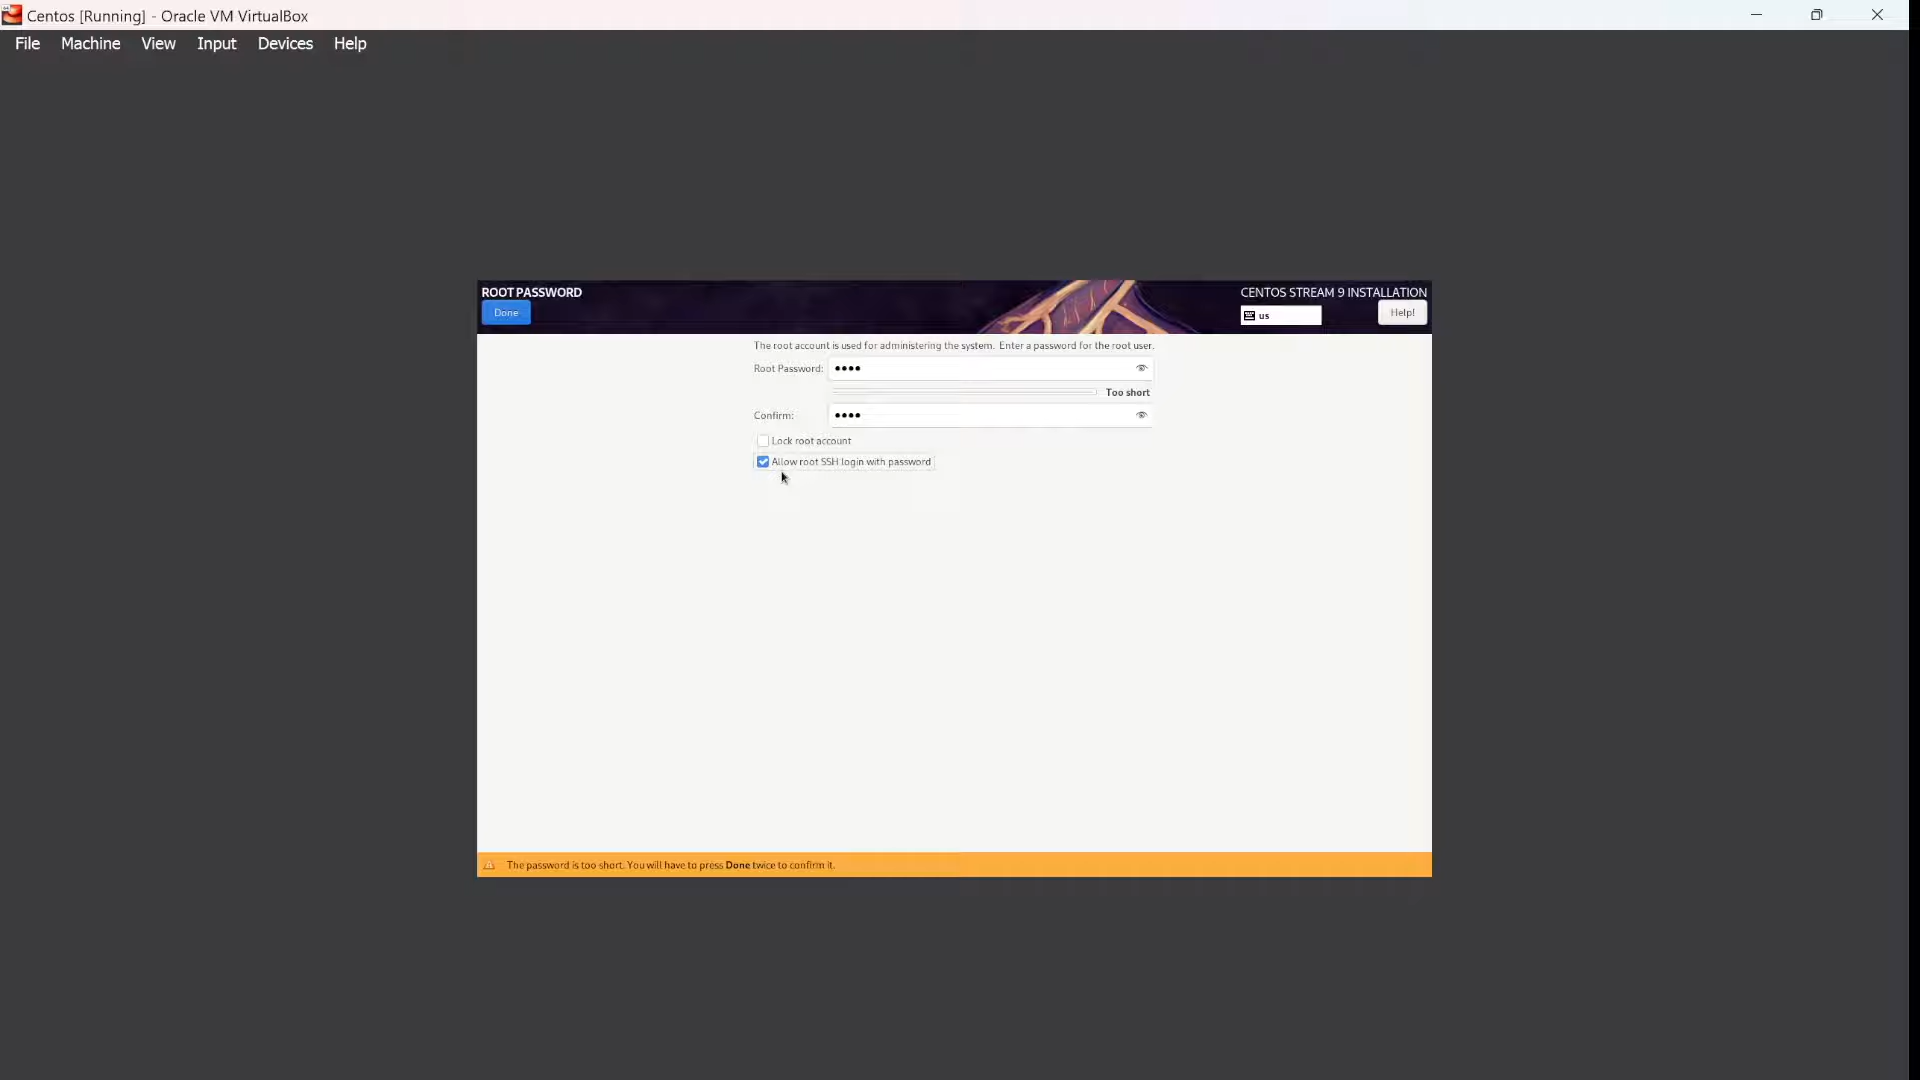 Centos [Running] - Oracle VM VirtualBox
File Machine View Input Devices Help
ROOT PASSWORD
CENTOS STREAM 9 INSTALLATION
Done
us
Help!
The root account is used for administering the system. Enter a password for the root user.
Root Password: ●●●●
Too short
Confirm: ●●●●
Lock root account
Allow root SSH login with password
The password is too short. You will have to press Done twice to confirm it.